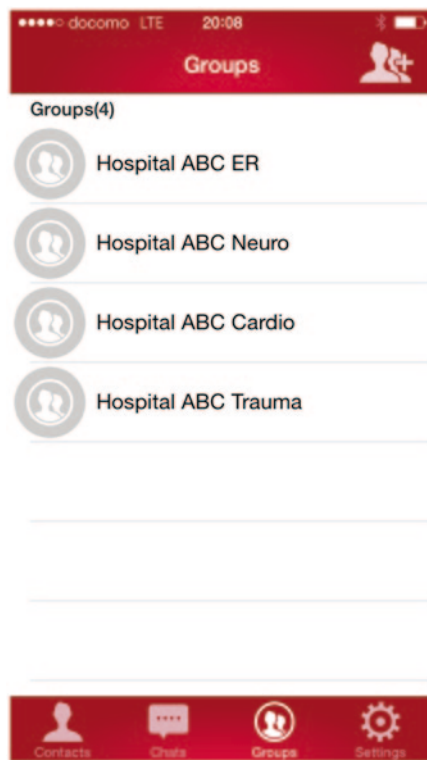 docomo LTE 20:08
Groups
Groups(4)
Hospital ABC ER
Hospital ABC Neuro
Hospital ABC Cardio
Hospital ABC Trauma
Contacts Chats Groups Settings